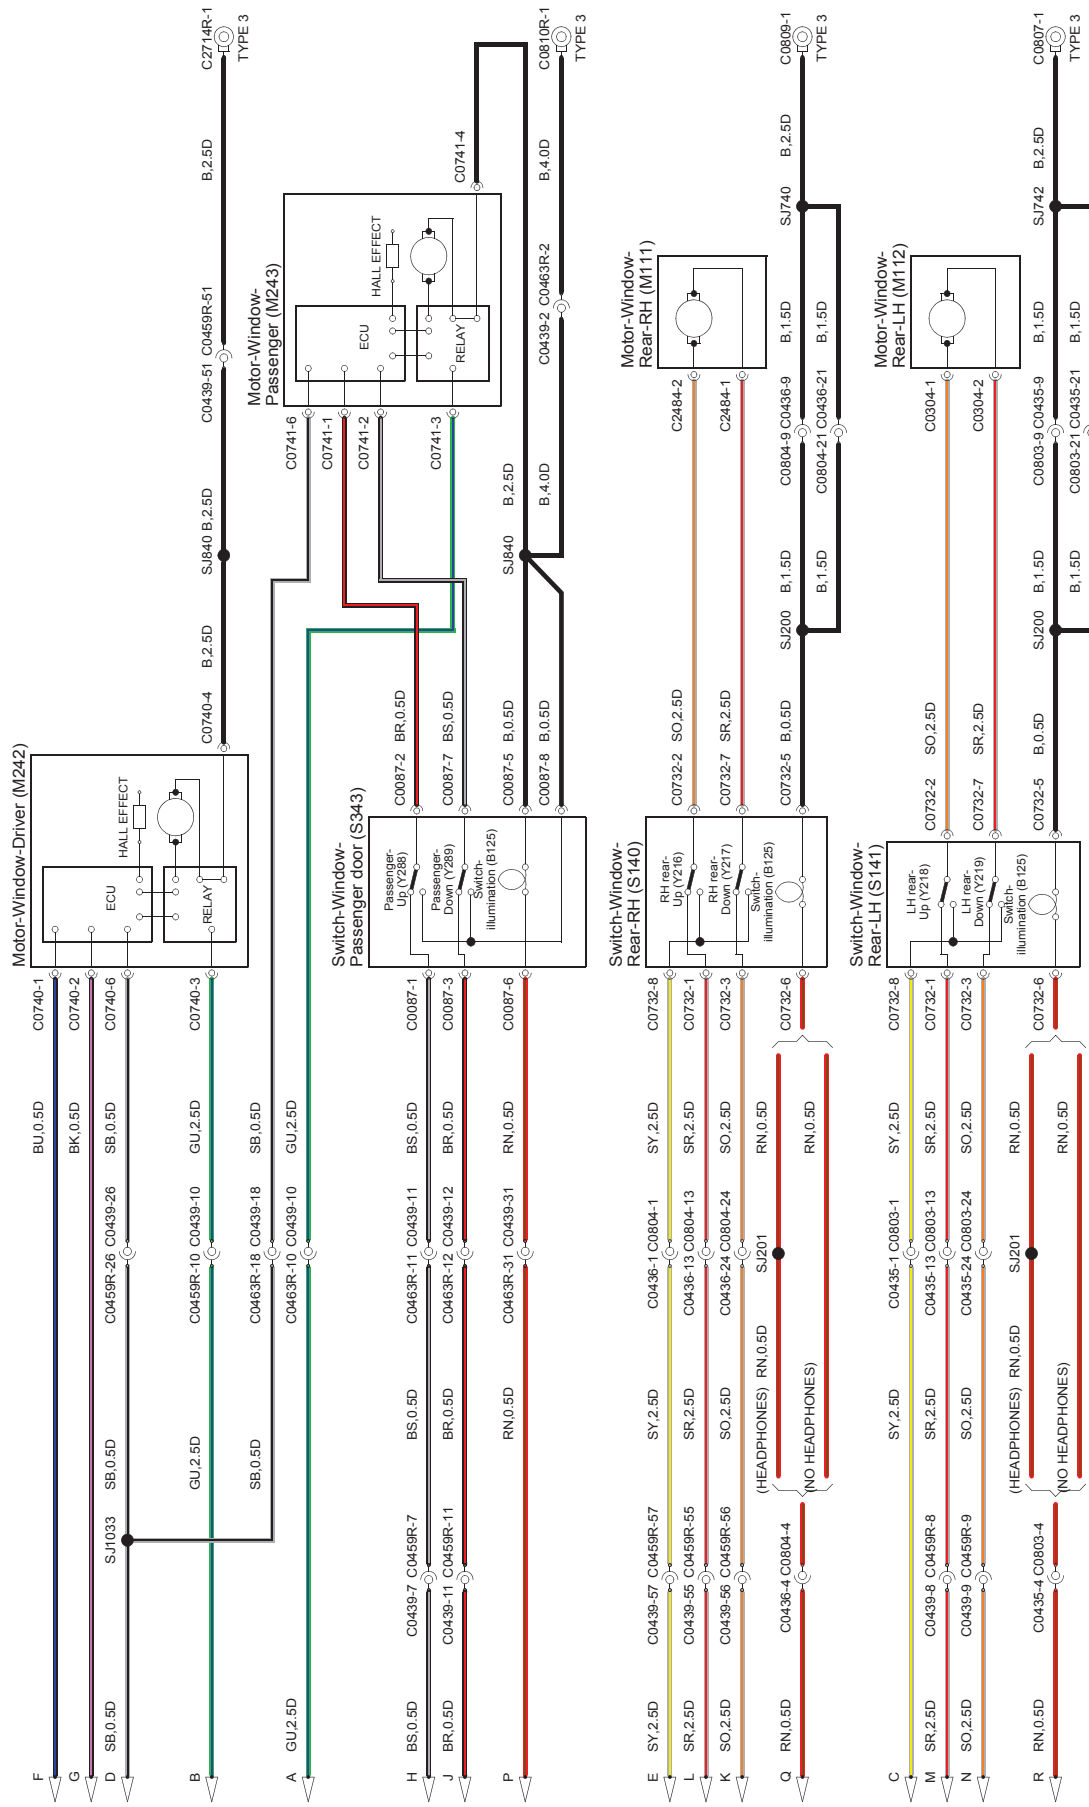 C2714R-1
TYPE 3
B,2.5D
C0459R-51
C0439-51
B,2.5D
SJ840
B,2.5D
C0740-4
Motor-Window-Driver (M242)
HALL EFFECT
ECU
RELAY
C0740-1
C0740-2
C0740-6
C0740-3
BU,0.5D
BK,0.5D
SB,0.5D
GU,2.5D
C0439-26
C0459R-26
C0439-10
C0459R-10
SB,0.5D
GU,2.5D
SJ1033
SB,0.5D
F
G
D
B
C0810R-1
TYPE 3
C0741-4
B,4.0D
C0463R-2
C0439-2
B,4.0D
B,2.5D
SJ840
Motor-Window-
Passenger (M243)
HALL EFFECT
ECU
RELAY
C0741-6
C0741-1
C0741-2
C0741-3
SB,0.5D
GU,2.5D
C0439-18
C0463R-18
C0439-10
C0463R-10
SB,0.5D
GU,2.5D
A
BR,0.5D
BS,0.5D
B,0.5D
B,0.5D
C0087-2
C0087-7
C0087-5
C0087-8
Switch-Window-
Passenger door (S343)
Passenger-
Up (Y288)
Passenger-
Down (Y289)
Switch-
illumination (B125)
C0087-1
C0087-3
C0087-6
BS,0.5D
BR,0.5D
RN,0.5D
C0439-11
C0463R-11
C0439-12
C0463R-12
C0439-31
C0463R-31
BS,0.5D
BR,0.5D
RN,0.5D
C0459R-7
C0439-7
C0459R-11
C0439-11
BS,0.5D
BR,0.5D
H
J
P
C0809-1
TYPE 3
B,2.5D
SJ740
Motor-Window-
Rear-RH (M111)
B,1.5D
B,1.5D
C2484-2
C2484-1
C0436-9
C0804-9
C0436-21
C0804-21
B,1.5D
B,1.5D
SJ200
SO,2.5D
SR,2.5D
B,0.5D
C0732-2
C0732-7
C0732-5
Switch-Window-
Rear-RH (S140)
RH rear-
Up (Y216)
RH rear-
Down (Y217)
Switch-
illumination (B125)
C0732-8
C0732-1
C0732-3
C0732-6
SY,2.5D
SR,2.5D
SO,2.5D
RN,0.5D
RN,0.5D
C0804-1
C0436-1
C0804-13
C0436-13
C0804-24
C0436-24
SJ201
SY,2.5D
SR,2.5D
SO,2.5D
RN,0.5D
(HEADPHONES)
(NO HEADPHONES)
C0459R-57
C0439-57
C0459R-55
C0439-55
C0459R-56
C0439-56
C0804-4
C0436-4
SY,2.5D
SR,2.5D
SO,2.5D
RN,0.5D
E
L
K
Q
C0807-1
TYPE 3
B,2.5D
SJ742
Motor-Window-
Rear-LH (M112)
B,1.5D
B,1.5D
C0304-1
C0304-2
C0435-9
C0803-9
C0435-21
C0803-21
B,1.5D
B,1.5D
SJ200
SO,2.5D
SR,2.5D
B,0.5D
C0732-2
C0732-7
C0732-5
Switch-Window-
Rear-LH (S141)
LH rear-
Up (Y218)
LH rear-
Down (Y219)
Switch-
illumination (B125)
C0732-8
C0732-1
C0732-3
C0732-6
SY,2.5D
SR,2.5D
SO,2.5D
RN,0.5D
RN,0.5D
C0803-1
C0435-1
C0803-13
C0435-13
C0803-24
C0435-24
SJ201
SY,2.5D
SR,2.5D
SO,2.5D
RN,0.5D
(HEADPHONES)
(NO HEADPHONES)
C0459R-8
C0439-8
C0459R-9
C0439-9
C0803-4
C0435-4
SY,2.5D
SR,2.5D
SO,2.5D
RN,0.5D
C
M
N
R